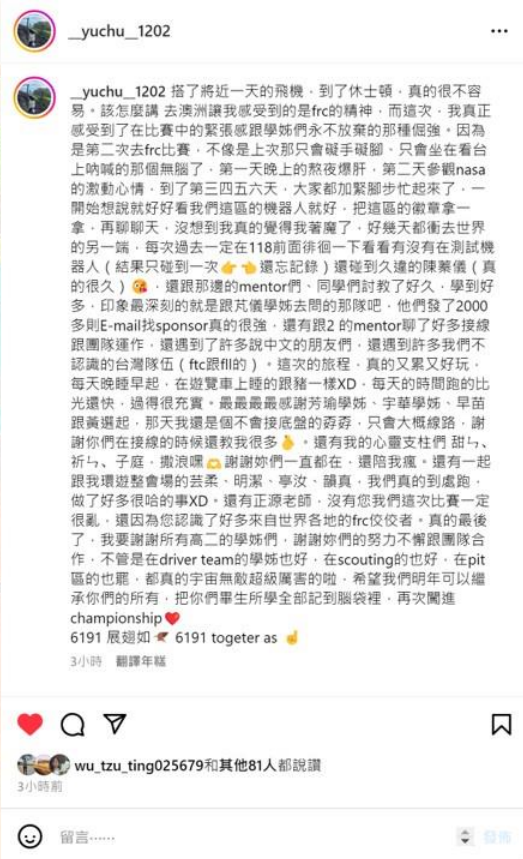 __yuchu__1202
__yuchu__1202 搭了將近一天的飛機，到了休士頓，真的很不容
易。該怎麼講 去澳洲讓我感受到的是frc的精神，而這次，我真正
感受到了在比賽中的緊張感跟學姊們永不放棄的那種倔強。因為
是第二次去frc比賽，不像是上次那只會礙手礙腳、只會坐在看台
上吶喊的那個無腦了，第一天晚上的熬夜爆肝，第二天參觀nasa
的激動心情，到了第三四五六天，大家都加緊腳步忙起來了，一
開始想說就好好看我們這區的機器人就好，把這區的徽章拿一
拿，再聊聊天，沒想到我真的覺得我著魔了，好幾天都衝去世界
的另一端，每次過去一定在118前面徘徊一下看看有沒有在測試機
器人（結果只碰到一次👉👈還忘記錄）還碰到久違的陳蓁儀（真
的很久）😘，還跟那邊的mentor們、同學們討教了好久，學到好
多，印象最深刻的就是跟芃儀學姊去問的那隊吧，他們發了2000
多則E-mail找sponsor真的很強，還有跟2 的mentor聊了好多接線
跟團隊運作，還遇到了許多說中文的朋友們，還遇到許多我們不
認識的台灣隊伍（ftc跟fll的）。這次的旅程，真的又累又好玩，
每天晚睡早起，在遊覽車上睡的跟豬一樣XD，每天的時間跑的比
光還快，過得很充實。最最最最感謝芳瑜學姊、宇華學姊、早苗
跟黃選起，那天我還是個不會接底盤的孬孬，只會大概線路，謝
謝你們在接線的時候還教我很多🫰。還有我的心靈支柱們 甜ㄣ、
祈ㄣ、子庭，撒浪嘿🫶謝謝妳們一直都在，還陪我瘋。還有一起
跟我環遊整會場的芸柔、明潔、亭汝、韻真，我們真的到處跑，
做了好多很哈的事XD。還有正源老師，沒有您我們這次比賽一定
很亂，還因為您認識了好多來自世界各地的frc佼佼者。真的最後
了，我要謝謝所有高二的學姊們，謝謝妳們的努力不懈跟團隊合
作，不管是在driver team的學姊也好，在scouting的也好，在pit
區的也罷，都真的宇宙無敵超級厲害的啦，希望我們明年可以繼
承你們的所有，把你們畢生所學全部記到腦袋裡，再次闖進
championship❤️
6191 展翅如🦅 6191 togeter as ☝️
3小時 翻譯年糕
wu_tzu_ting025679和其他81人都說讚
3小時前
留言⋯⋯
發佈